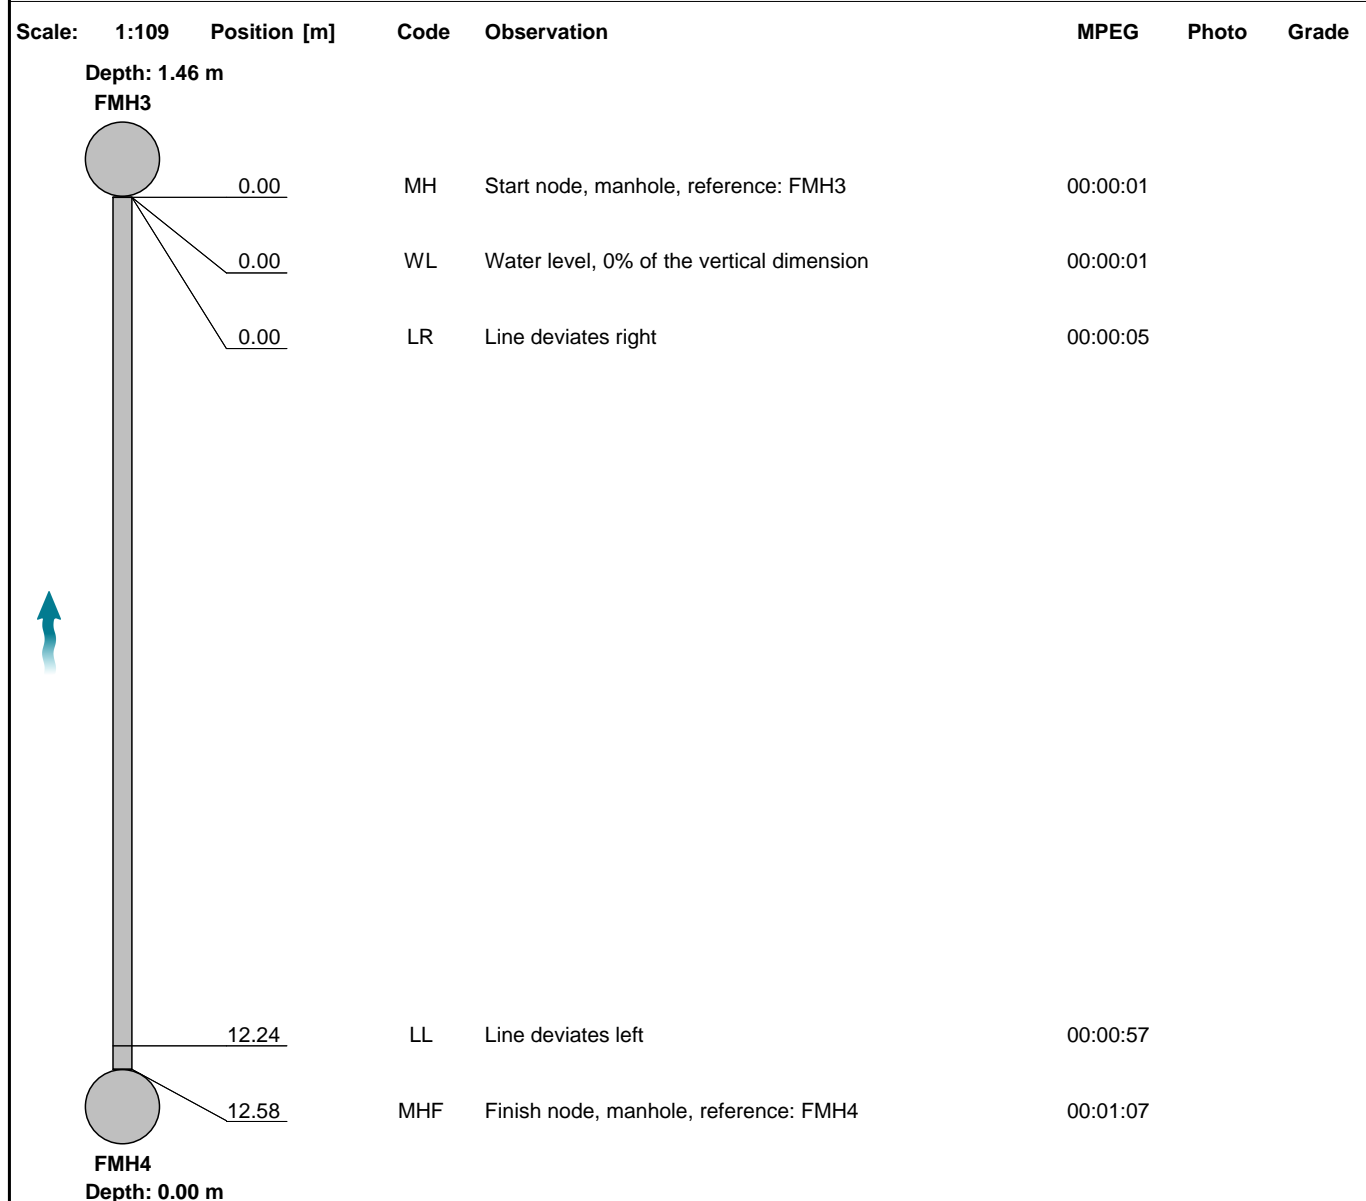 Scale: 1:109 Position [m] Code Observation MPEG Photo Grade
Depth: 1.46 m
FMH3
0.00 MH Start node, manhole, reference: FMH3 00:00:01
0.00 WL Water level, 0% of the vertical dimension 00:00:01
0.00 LR Line deviates right 00:00:05
12.24 LL Line deviates left 00:00:57
12.58 MHF Finish node, manhole, reference: FMH4 00:01:07
FMH4
Depth: 0.00 m